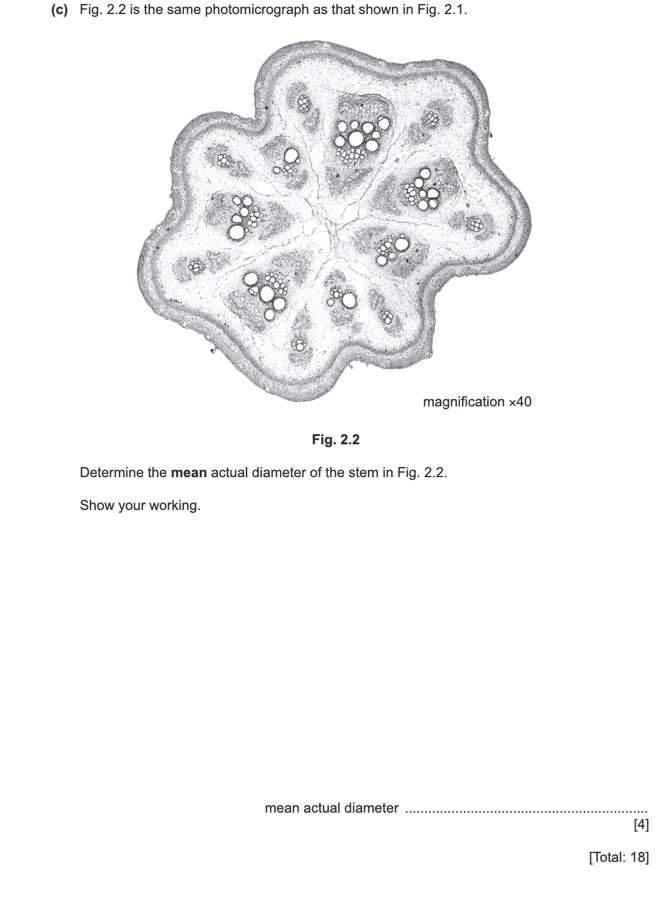 (c) Fig. 2.2 is the same photomicrograph as that shown in Fig. 2.1.
magnification ×40
Fig. 2.2
Determine the mean actual diameter of the stem in Fig. 2.2.
Show your working.
mean actual diameter ...............................................................
[4]
[Total: 18]